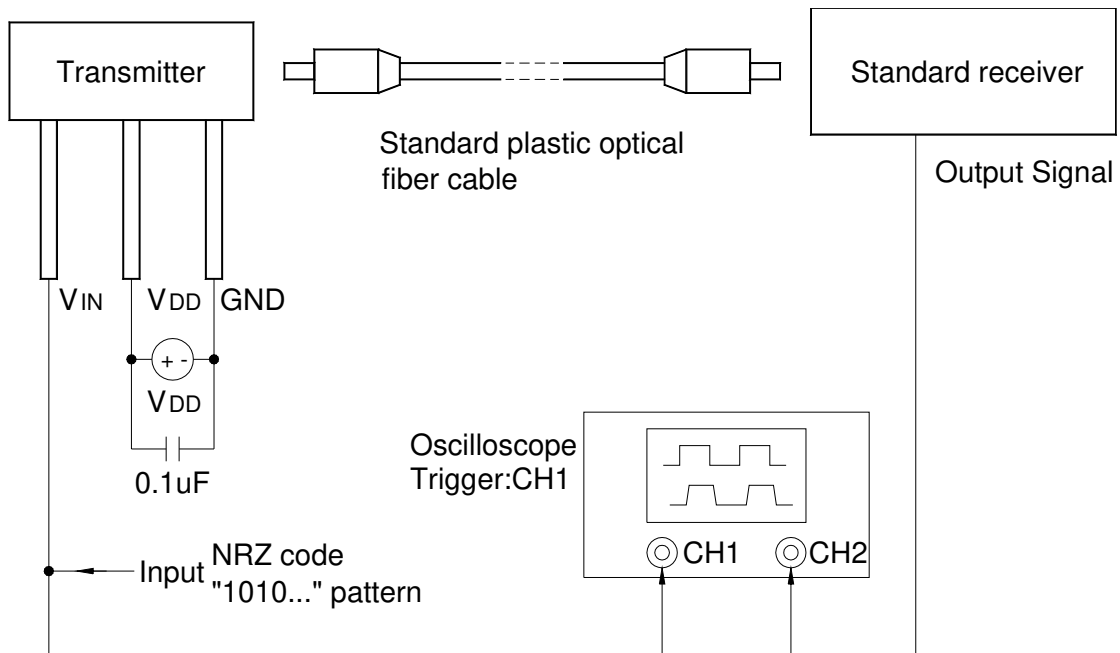 Transmitter
Standard receiver
Standard plastic optical
fiber cable
Output Signal
VIN
VDD
GND
+ -
VDD
0.1uF
Oscilloscope
Trigger:CH1
CH1
CH2
Input
NRZ code
"1010..." pattern